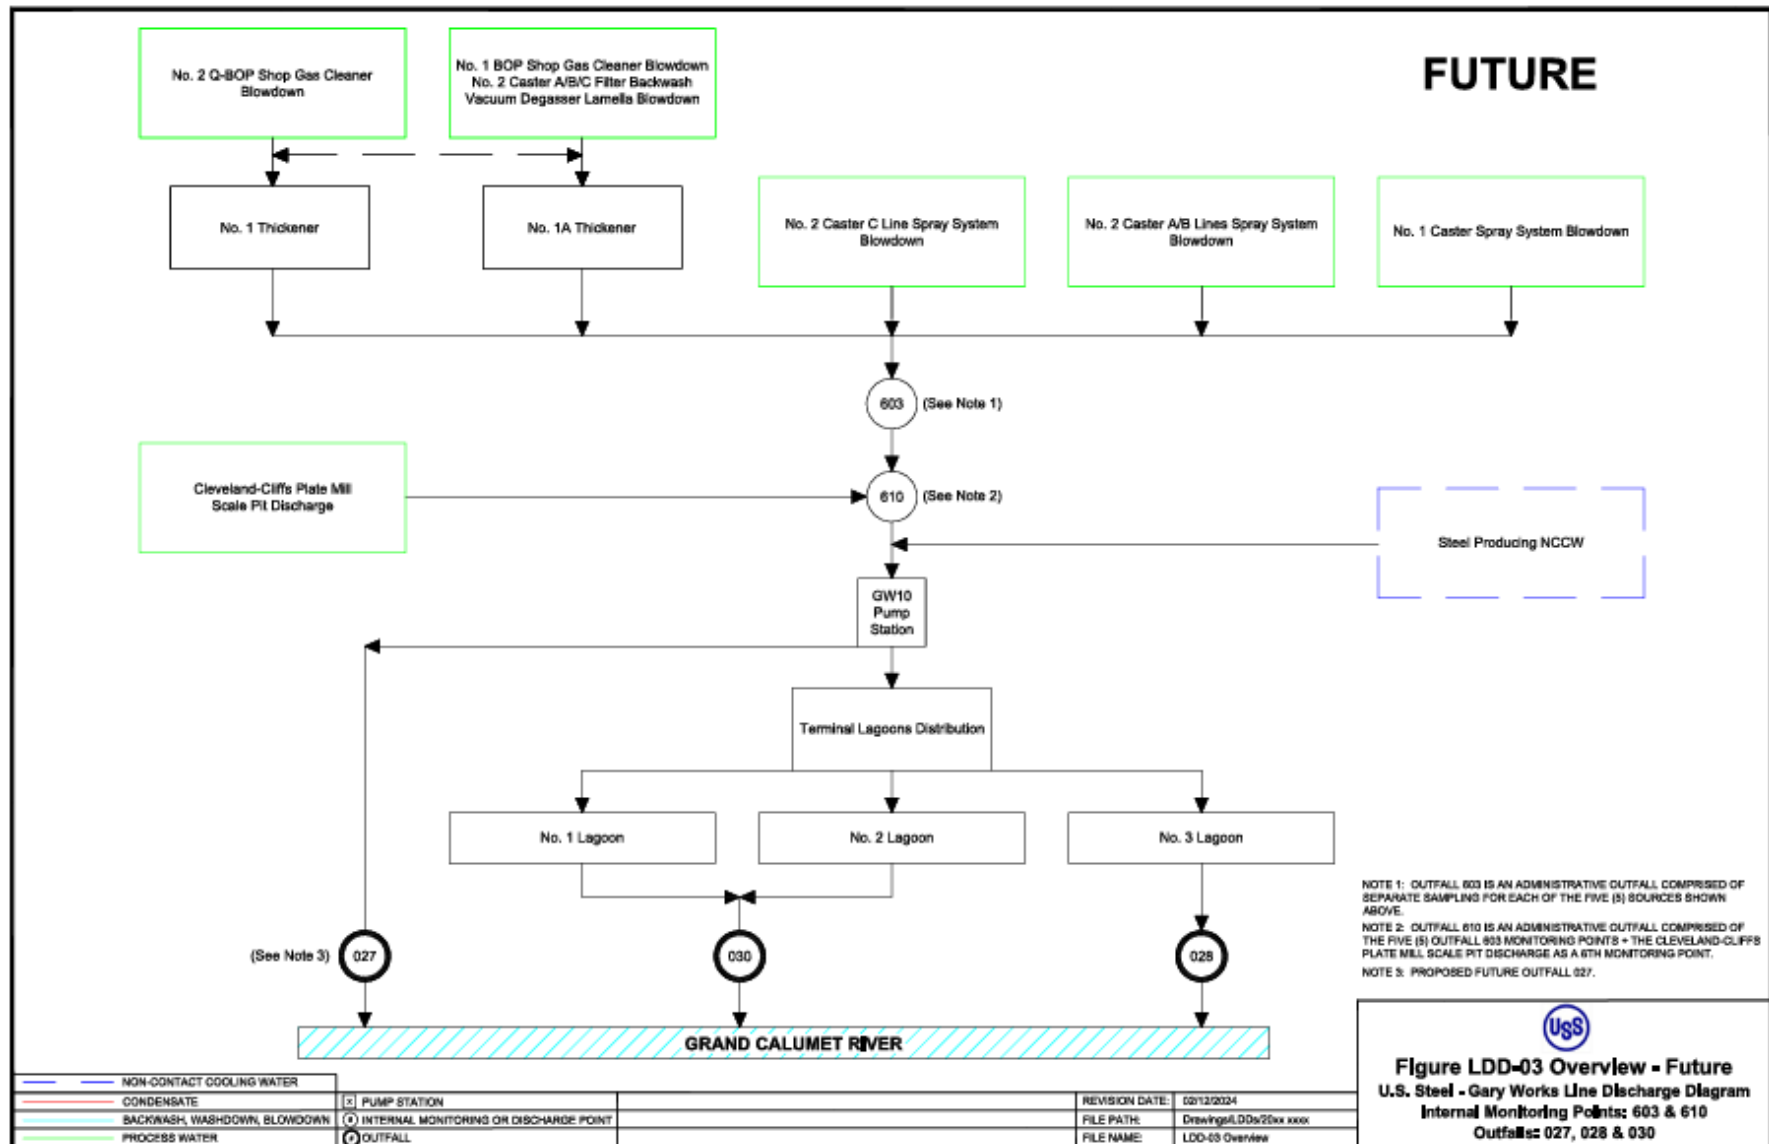 FUTURE
No. 2 Q-BOP Shop Gas Cleaner
Blowdown
No. 1 BOP Shop Gas Cleaner Blowdown
No. 2 Caster A/B/C Filter Backwash
Vacuum Degasser Lamella Blowdown
No. 1 Thickener
No. 1A Thickener
No. 2 Caster C Line Spray System
Blowdown
No. 2 Caster A/B Lines Spray System
Blowdown
No. 1 Caster Spray System Blowdown
603
(See Note 1)
Cleveland-Cliffs Plate Mill
Scale Pit Discharge
610
(See Note 2)
Steel Producing NCCW
GW10
Pump
Station
Terminal Lagoons Distribution
No. 1 Lagoon
No. 2 Lagoon
No. 3 Lagoon
(See Note 3)
027
030
028
GRAND CALUMET RIVER
NOTE 1: OUTFALL 603 IS AN ADMINISTRATIVE OUTFALL COMPRISED OF
SEPARATE SAMPLING FOR EACH OF THE FIVE (5) SOURCES SHOWN
ABOVE.
NOTE 2: OUTFALL 610 IS AN ADMINISTRATIVE OUTFALL COMPRISED OF
THE FIVE (5) OUTFALL 603 MONITORING POINTS + THE CLEVELAND-CLIFFS
PLATE MILL SCALE PIT DISCHARGE AS A 6TH MONITORING POINT.
NOTE 3: PROPOSED FUTURE OUTFALL 027.
USS
Figure LDD-03 Overview - Future
U.S. Steel - Gary Works Line Discharge Diagram
Internal Monitoring Points: 603 & 610
Outfalls: 027, 028 & 030
NON-CONTACT COOLING WATER
CONDENSATE
BACKWASH, WASHDOWN, BLOWDOWN
PROCESS WATER
X PUMP STATION
INTERNAL MONITORING OR DISCHARGE POINT
OUTFALL
REVISION DATE: 02/12/2024
FILE PATH: Drawings/LDDs/20xx xxxx
FILE NAME: LDD-03 Overview